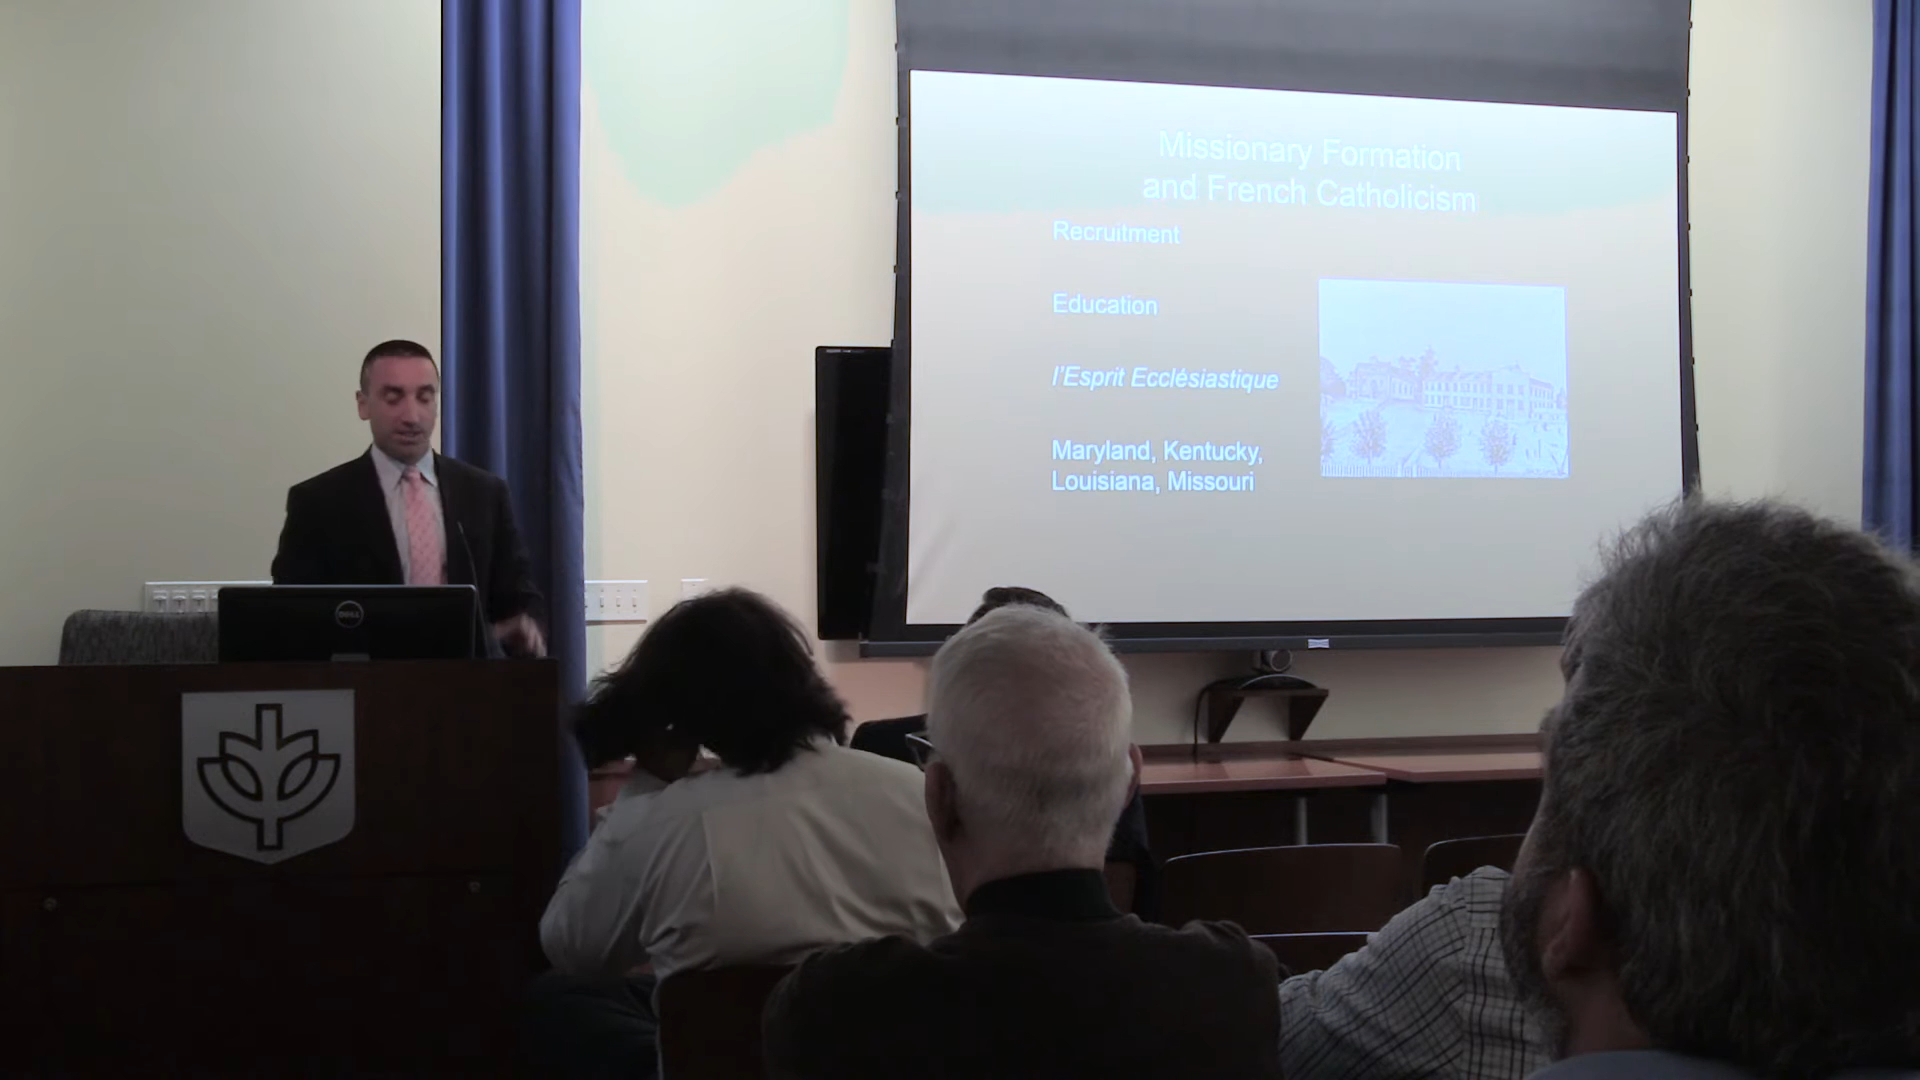 Missionary Formation
and French Catholicism
Recruitment
Education
l'Esprit Ecclésiastique
Maryland, Kentucky,
Louisiana, Missouri
DELL